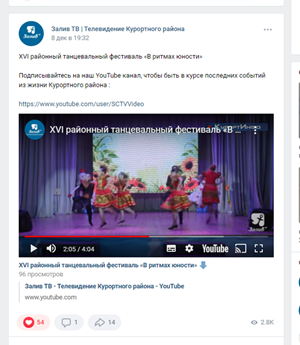 Залив ТВ | Телевидение Курортного района
8 дек в 19:32
XVI районный танцевальный фестиваль «В ритмах юности»
Подписывайтесь на наш YouTube канал, чтобы быть в курсе последних событий
из жизни Курортного района :
https://www.youtube.com/user/SCTVVideo
XVI районный танцевальный фестиваль «В ...
2:05 / 4:04
YouTube
XVI районный танцевальный фестиваль «В ритмах юности»
96 просмотров
Залив ТВ - Телевидение Курортного района - YouTube
www.youtube.com
54
1
14
2.8K